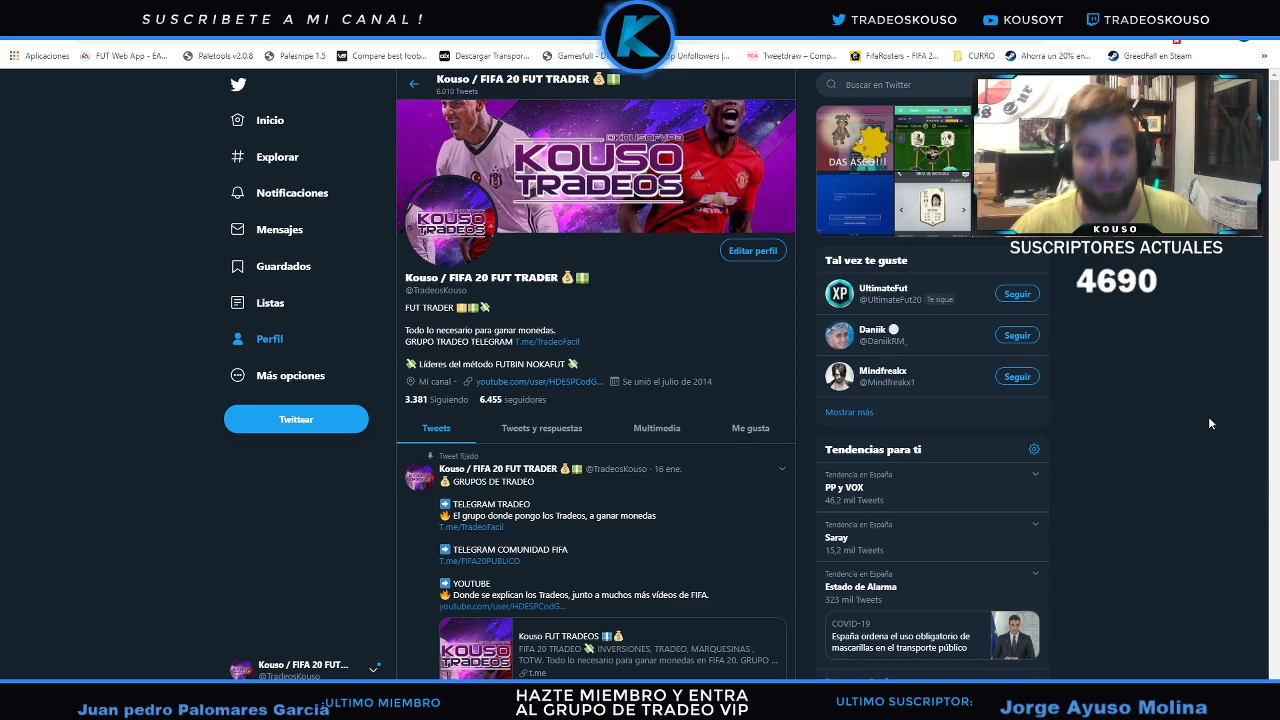 SUSCRIBETE A MI CANAL !
K
TRADEOSKOUSO
KOUSOYT
TRADEOSKOUSO
Aplicaciones
FUT Web App - EA...
Paletools v2.0.8
Palesnipe 1.5
Compare best foob...
Descargar Transpor...
Gamesfull - D
Unfollowers /...
Tweetdraw – Comp...
FifaRosters – FIFA 2...
CURRO
Ahorra un 20% en...
GreedFall en Steam
Kouso / FIFA 20 FUT TRADER 💰💵
6.010 Tweets
Buscar en Twitter
Inicio
Explorar
Notificaciones
Mensajes
Guardados
Listas
Perfil
Más opciones
Twittear
@KOUSOFVPA
KOUSO
TRADEOS
CHEVROLET
KOUSO
TRADEOS
Editar perfil
Kouso / FIFA 20 FUT TRADER 💰💵
@TradeosKouso
FUT TRADER 💴💵💸
Todo lo necesario para ganar monedas.
GRUPO TRADEO TELEGRAM T.me/TradeoFacil
💸 Líderes del método FUTBIN NOKAFUT 💸
Mi canal -
youtube.com/user/HDESPCodG...
Se unió el julio de 2014
3.381 Siguiendo
6.455 seguidores
Tweets
Tweets y respuestas
Multimedia
Me gusta
Tweet fijado
Kouso / FIFA 20 FUT TRADER 💰💵 @TradeosKouso · 16 ene.
💰 GRUPOS DE TRADEO
➡️ TELEGRAM TRADEO
🔥 El grupo donde pongo los Tradeos, a ganar monedas
T.me/TradeoFacil
➡️ TELEGRAM COMUNIDAD FIFA
T.me/FIFA20PUBLICO
➡️ YOUTUBE
🔥 Donde se explican los Tradeos, junto a muchos más vídeos de FIFA.
youtube.com/user/HDESPCodG...
KOUSO
TRADEOS
Kouso FUT TRADEOS 💶💰
FIFA 20 TRADEO 💸 INVERSIONES, TRADEO, MARQUESINAS ,
TOTW. Todo lo necesario para ganar monedas en FIFA 20. GRUPO ...
t.me
DAS ASCO!!!
KOUSO
SUSCRIPTORES ACTUALES
4690
Tal vez te guste
XP
UltimateFut
@UltimateFut20 Te sigue
Seguir
Daniik
@DaniikRM_
Seguir
Mindfreakx
@Mindfreakx1
Seguir
Mostrar más
Tendencias para ti
Tendencia en España
PP y VOX
46,2 mil Tweets
Tendencia en España
Saray
15,2 mil Tweets
Tendencia en España
Estado de Alarma
323 mil Tweets
COVID-19
España ordena el uso obligatorio de
mascarillas en el transporte público
Kouso / FIFA 20 FUT...
@TradeosKouso
ULTIMO MIEMBRO
Juan pedro Palomares Garcia
HAZTE MIEMBRO Y ENTRA
AL GRUPO DE TRADEO VIP
ULTIMO SUSCRIPTOR:
Jorge Ayuso Molina